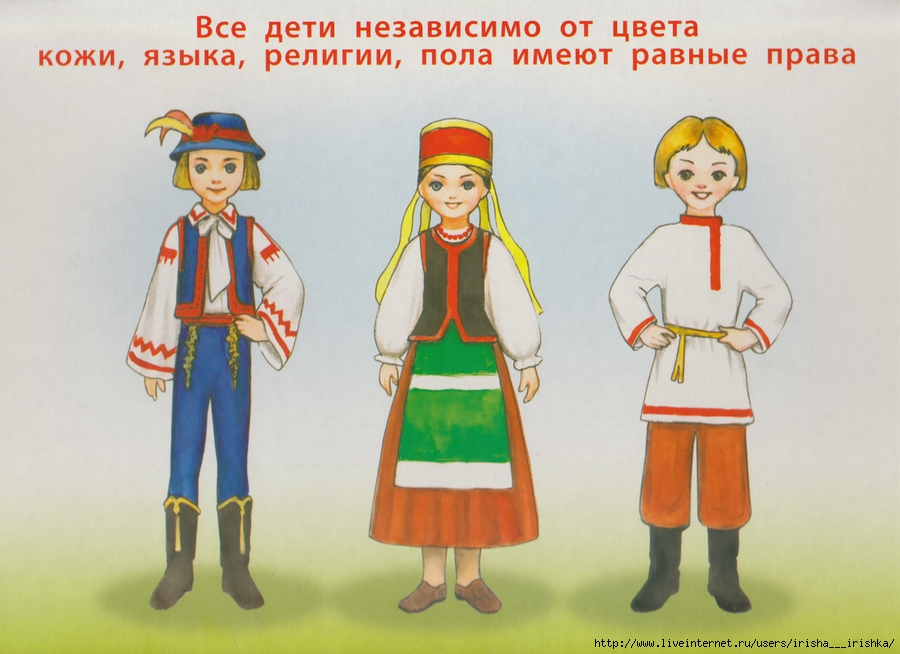 Все дети независимо от цвета
кожи, языка, религии, пола имеют равные права
http://www.liveinternet.ru/users/irisha___irishka/